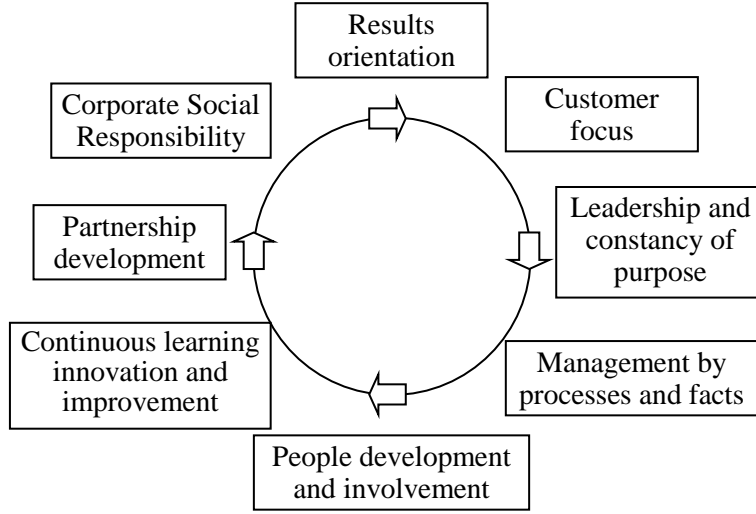 Results
orientation
Customer
focus
Leadership and
constancy of
purpose
Management by
processes and facts
People development
and involvement
Continuous learning
innovation and
improvement
Partnership
development
Corporate Social
Responsibility